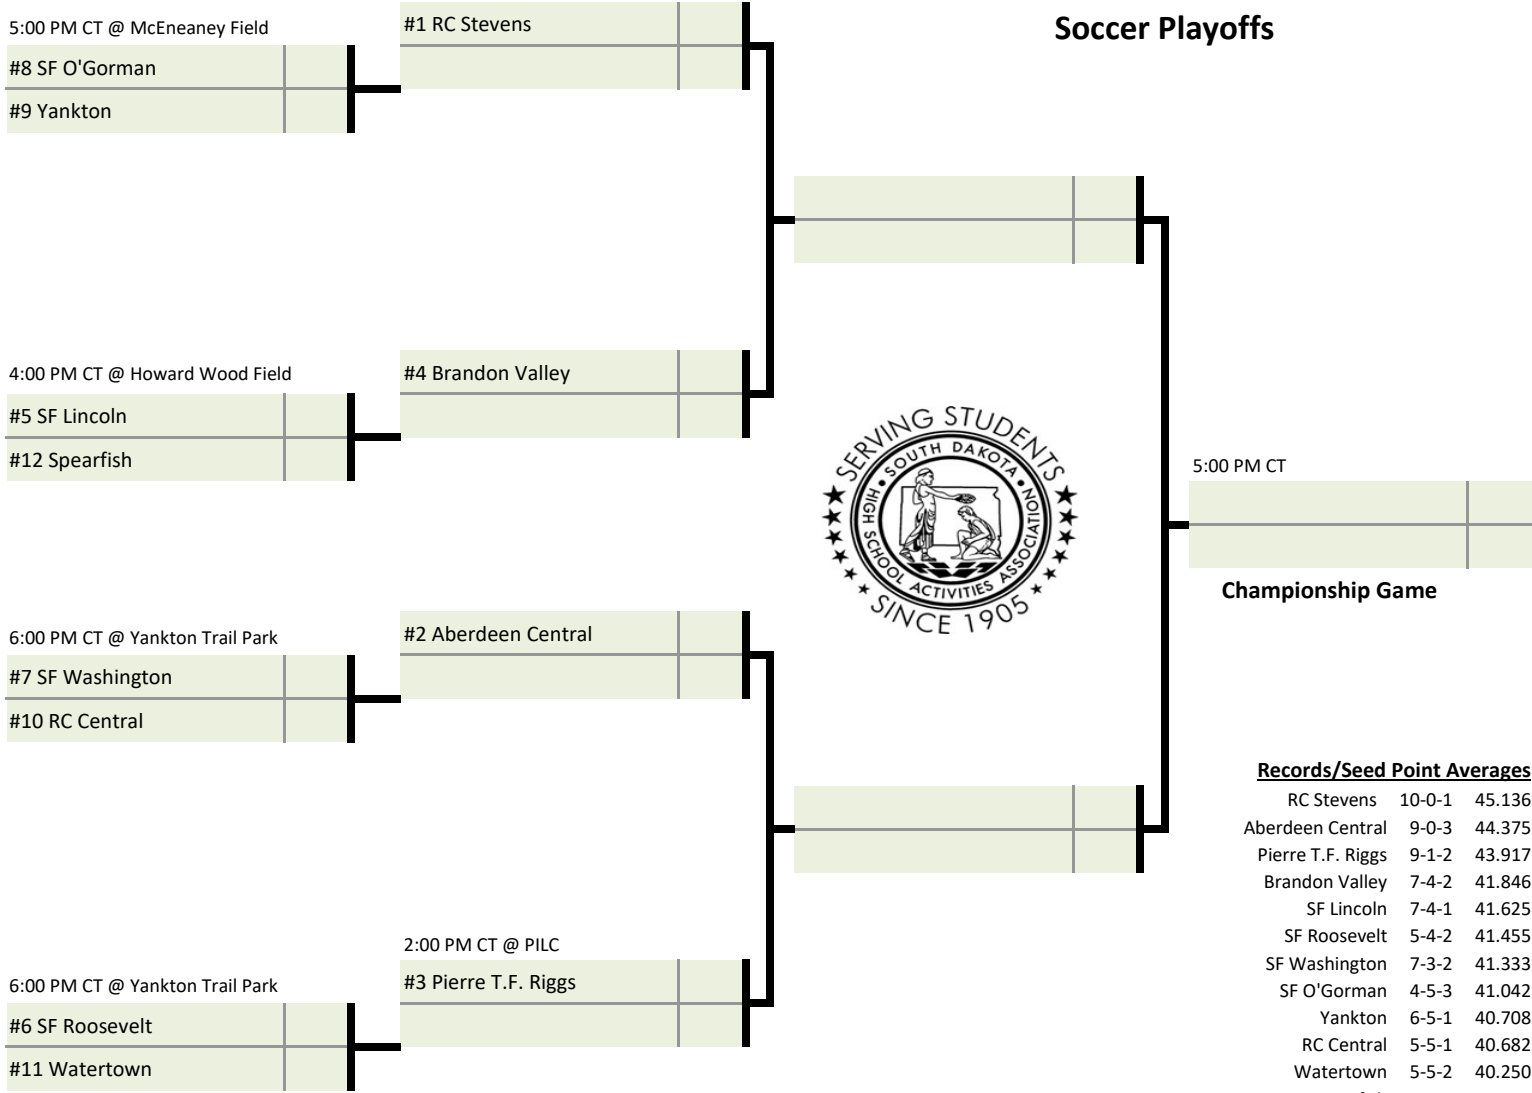 Soccer Playoffs
5:00 PM CT @ McEneaney Field
#8 SF O'Gorman
#9 Yankton
#1 RC Stevens
4:00 PM CT @ Howard Wood Field
#5 SF Lincoln
#12 Spearfish
#4 Brandon Valley
6:00 PM CT @ Yankton Trail Park
#7 SF Washington
#10 RC Central
#2 Aberdeen Central
6:00 PM CT @ Yankton Trail Park
#6 SF Roosevelt
#11 Watertown
2:00 PM CT @ PILC
#3 Pierre T.F. Riggs
SERVING STUDENTS
SOUTH DAKOTA
HIGH SCHOOL ACTIVITIES ASSOCIATION
SINCE 1905
5:00 PM CT
Championship Game
Records/Seed Point Averages
RC Stevens 10-0-1 45.136
Aberdeen Central 9-0-3 44.375
Pierre T.F. Riggs 9-1-2 43.917
Brandon Valley 7-4-2 41.846
SF Lincoln 7-4-1 41.625
SF Roosevelt 5-4-2 41.455
SF Washington 7-3-2 41.333
SF O'Gorman 4-5-3 41.042
Yankton 6-5-1 40.708
RC Central 5-5-1 40.682
Watertown 5-5-2 40.250